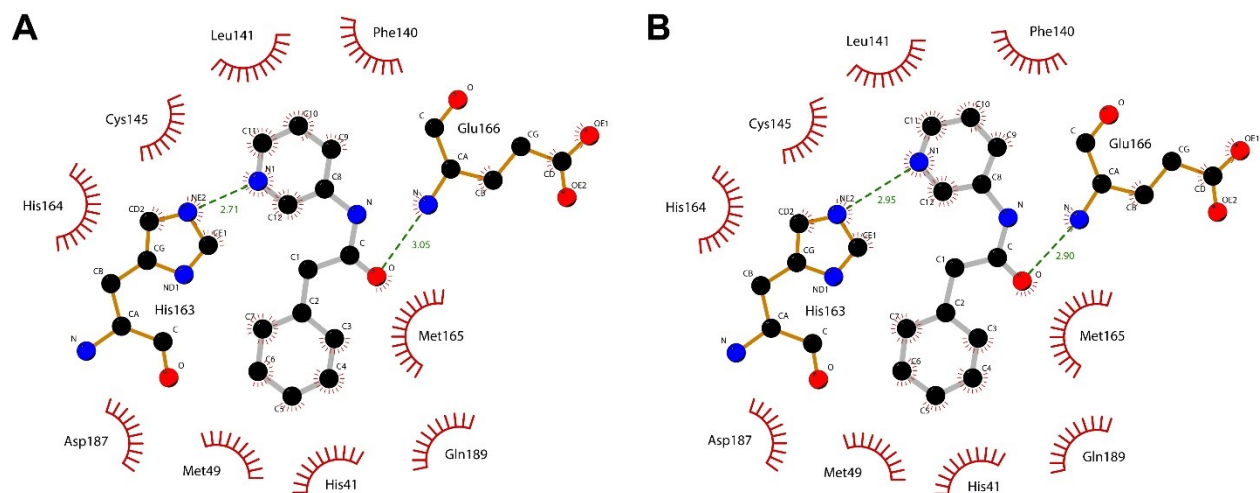 A
B
Leu141
Phe140
Cys145
His164
Glu166
His163
Met165
Asp187
Met49
His41
Gln189
C11
C10
C9
N1
C8
C12
N
C
O
C1
C2
C7
C3
C6
C4
C5
NE2
CD2
CE1
CG
ND1
CB
CA
N
C
O
O
C
CA
N
CB
CG
CD
OE1
OE2
2.71
3.05
Leu141
Phe140
Cys145
His164
Glu166
His163
Met165
Asp187
Met49
His41
Gln189
C11
C10
C9
N1
C8
C12
N
C
O
C1
C2
C7
C3
C6
C4
C5
NE2
CD2
CE1
CG
ND1
CB
CA
N
C
O
O
C
CA
N
CB
CG
CD
OE1
OE2
2.95
2.90